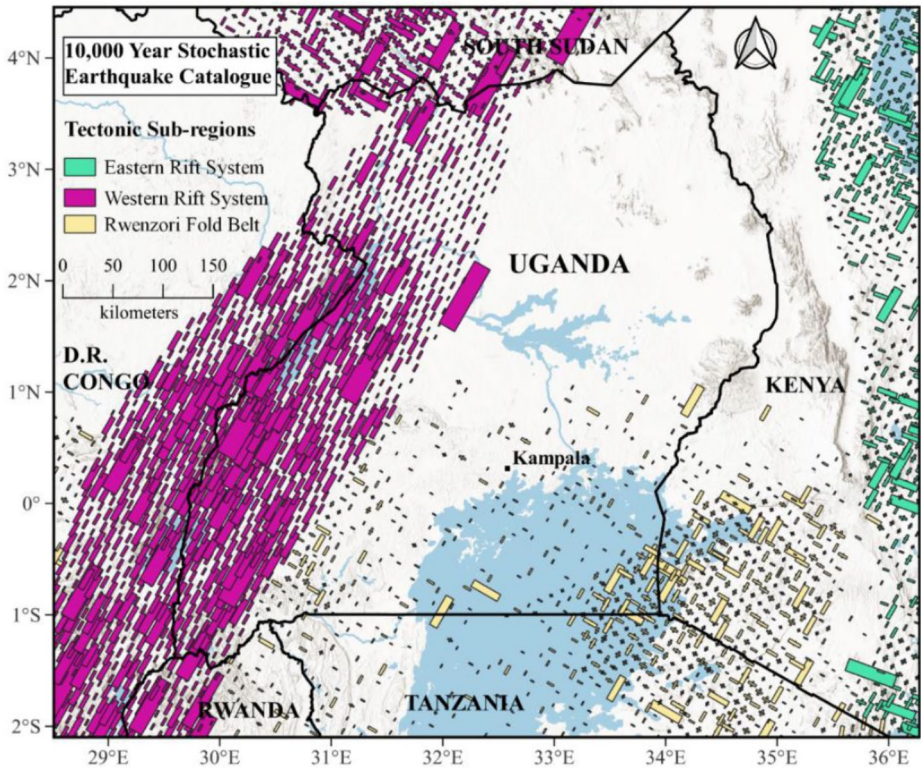 10,000 Year Stochastic
Earthquake Catalogue
Tectonic Sub-regions
Eastern Rift System
Western Rift System
Rwenzori Fold Belt
0 50 100 150
kilometers
SOUTH SUDAN
UGANDA
D.R.
CONGO
KENYA
Kampala
RWANDA
TANZANIA
4°N
3°N
2°N
1°N
0°
1°S
2°S
29°E 30°E 31°E 32°E 33°E 34°E 35°E 36°E